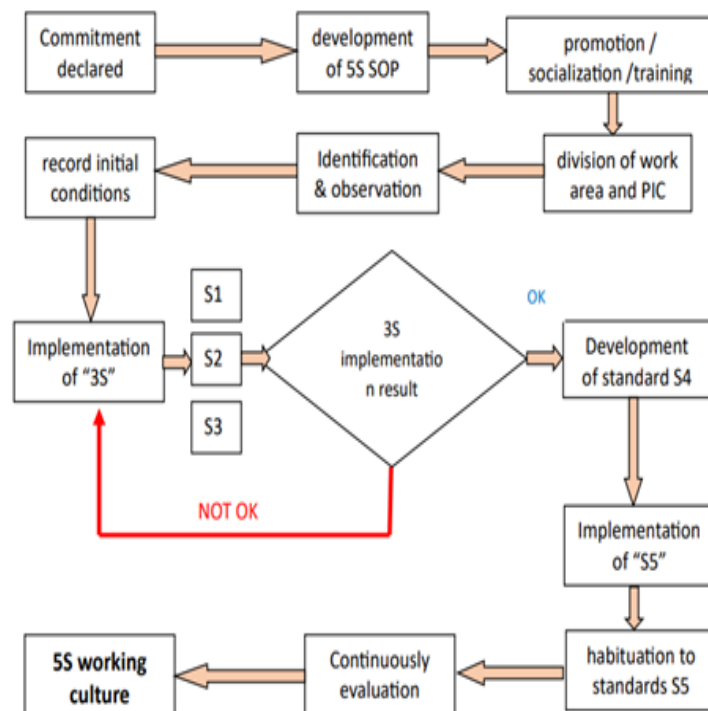 Commitment
declared
development
of 5S SOP
promotion /
socialization /training
record initial
conditions
Identification
& observation
division of work
area and PIC
Implementation
of “3S”
S1
S2
S3
3S
implementatio
n result
OK
NOT OK
Development
of standard S4
Implementation
of “S5”
5S working
culture
Continuously
evaluation
habituation to
standards S5